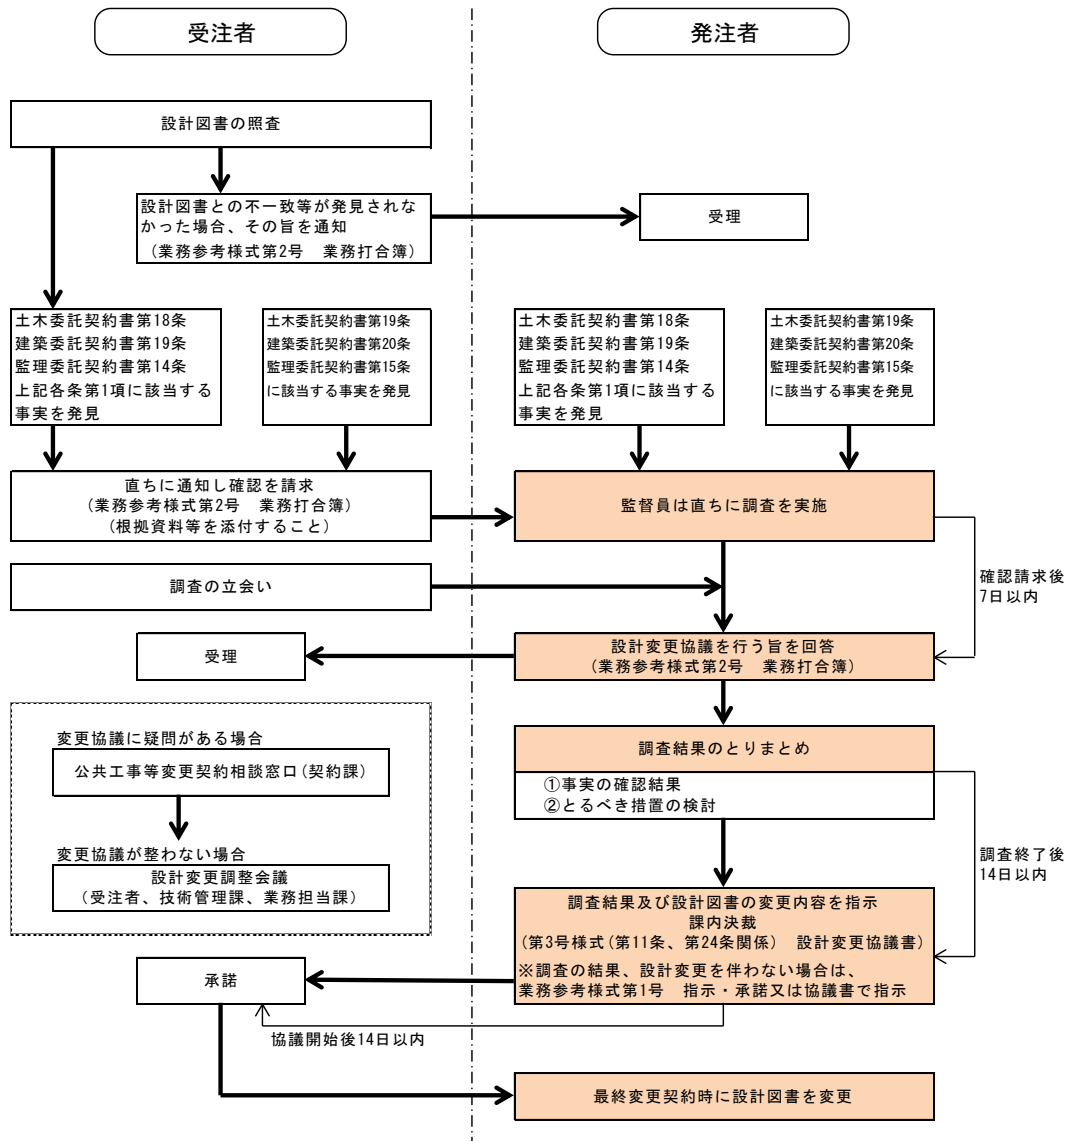 受注者
発注者
設計図書の照査
設計図書との不一致等が発見されな
かった場合、その旨を通知
(業務参考様式第2号　業務打合簿)
受理
土木委託契約書第18条
建築委託契約書第19条
監理委託契約書第14条
上記各条第1項に該当する
事実を発見
土木委託契約書第19条
建築委託契約書第20条
監理委託契約書第15条
に該当する事実を発見
土木委託契約書第18条
建築委託契約書第19条
監理委託契約書第14条
上記各条第1項に該当する
事実を発見
土木委託契約書第19条
建築委託契約書第20条
監理委託契約書第15条
に該当する事実を発見
直ちに通知し確認を請求
(業務参考様式第2号　業務打合簿)
(根拠資料等を添付すること)
監督員は直ちに調査を実施
調査の立会い
確認請求後
7日以内
受理
設計変更協議を行う旨を回答
(業務参考様式第2号　業務打合簿)
変更協議に疑問がある場合
公共工事等変更契約相談窓口(契約課)
変更協議が整わない場合
設計変更調整会議
(受注者、技術管理課、業務担当課)
調査結果のとりまとめ
①事実の確認結果
②とるべき措置の検討
調査終了後
14日以内
調査結果及び設計図書の変更内容を指示
課内決裁
(第3号様式(第11条、第24条関係)　設計変更協議書)
※調査の結果、設計変更を伴わない場合は、
業務参考様式第1号　指示・承諾又は協議書で指示
承諾
協議開始後14日以内
最終変更契約時に設計図書を変更